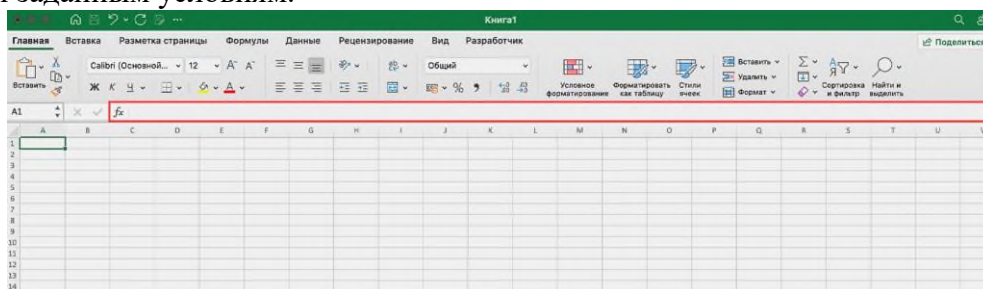 заданным условиям.
Книга1
Главная Вставка Разметка страницы Формулы Данные Рецензирование Вид Разработчик Поделиться
Calibri (Основной... 12 A A Общий Вставить Σ
Удалить
Вставить Ж К Ч A % Условное форматирование Форматировать как таблицу Стили ячеек Формат Сортировка и фильтр Найти и выделить
A1 fx
A B C D E F G H I J K L M N O P Q R S T U V
1
2
3
4
5
6
7
8
9
10
11
12
13
14